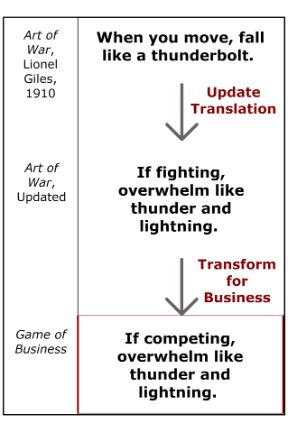 Art of
War,
Lionel
Giles,
1910
When you move, fall
like a thunderbolt.
Update
Translation
Art of
War,
Updated
If fighting,
overwhelm like
thunder and
lightning.
Transform
for
Business
Game of
Business
If competing,
overwhelm like
thunder and
lightning.